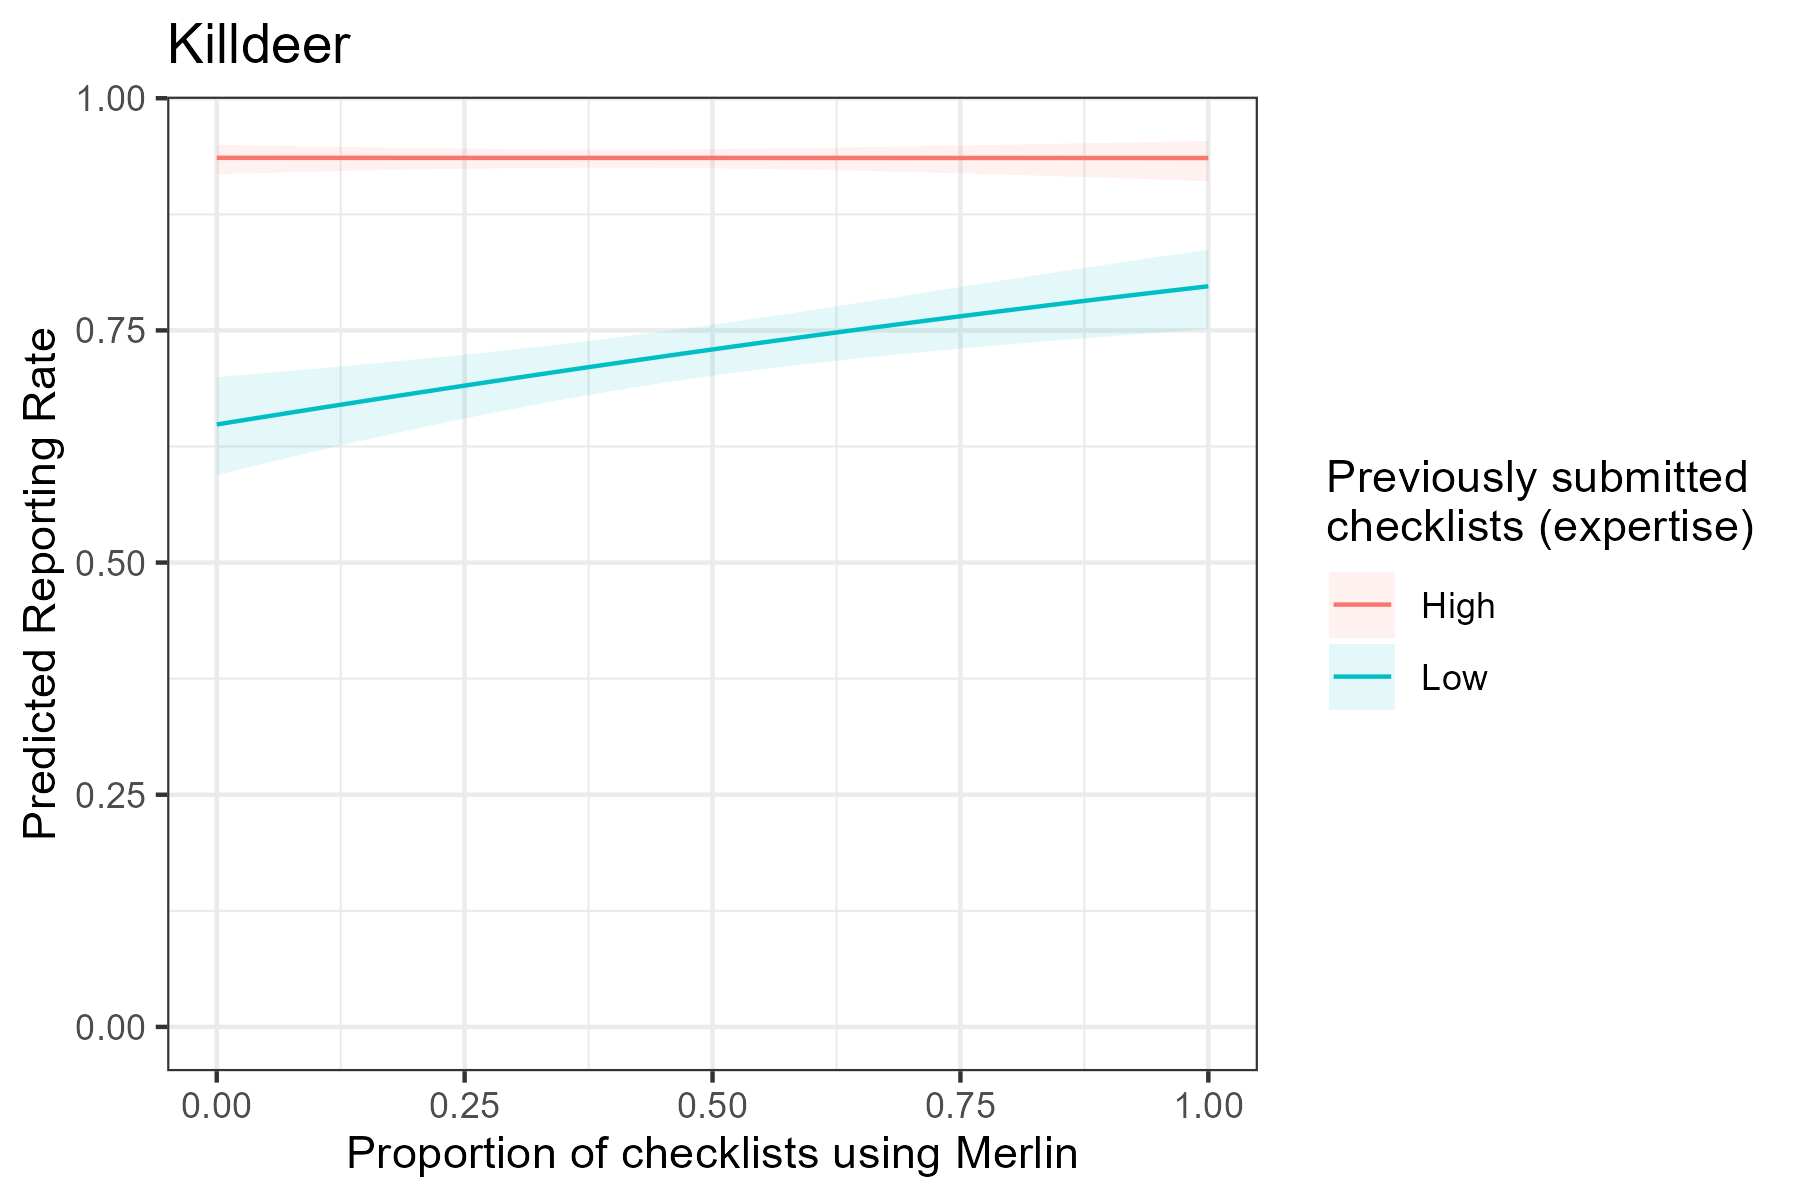 Killdeer
1.00
0.75
0.50
0.25
0.00
Predicted Reporting Rate
0.00 0.25 0.50 0.75 1.00
Proportion of checklists using Merlin
Previously submitted
checklists (expertise)
High
Low